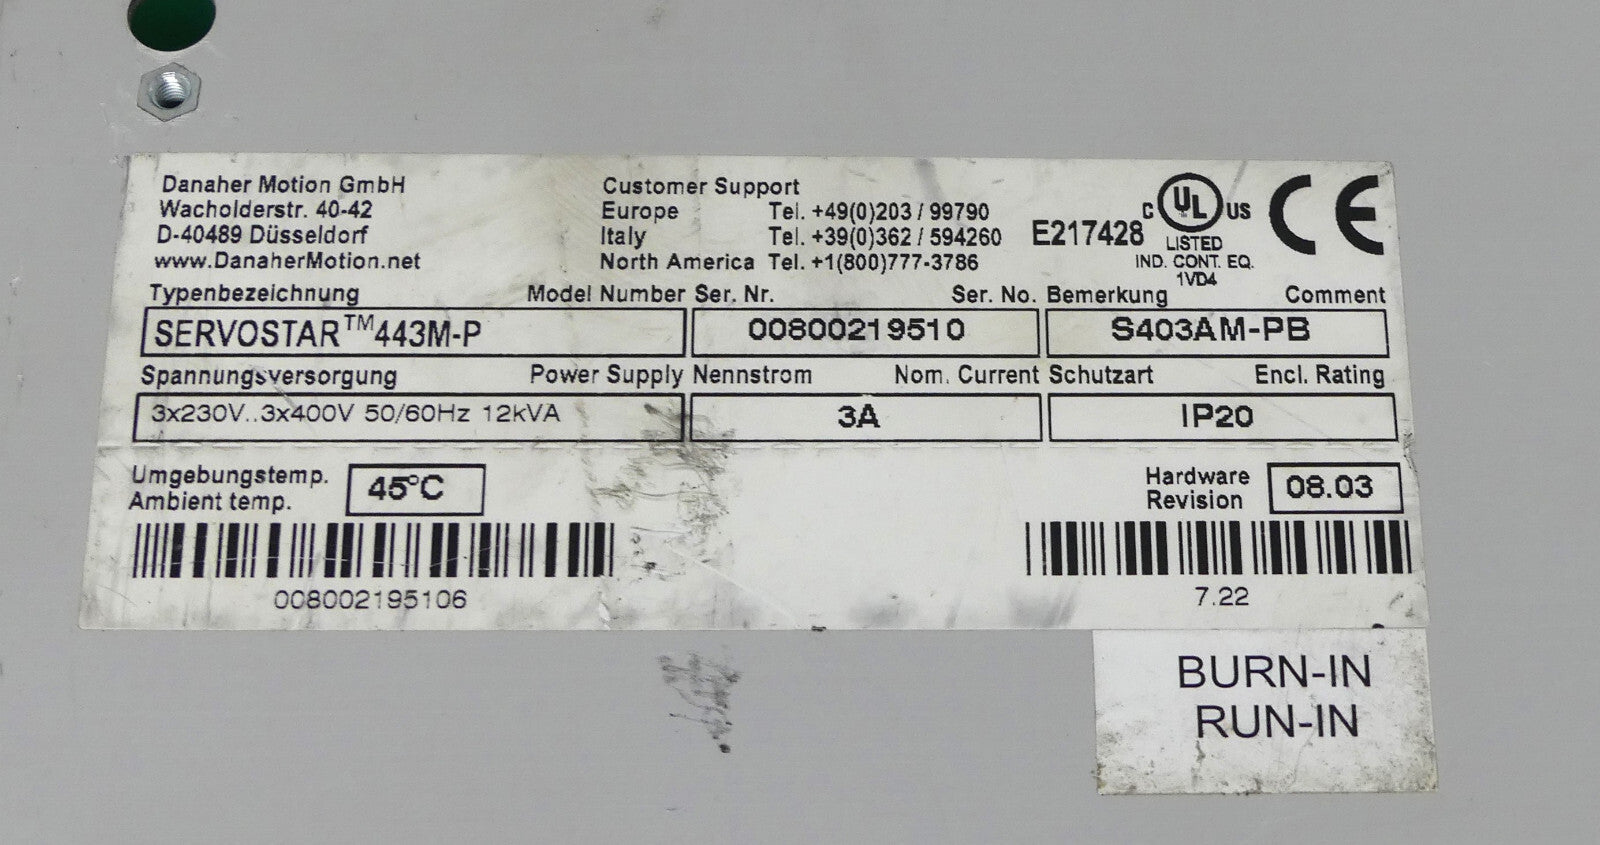 Danaher Motion GmbH
Wacholderstr. 40-42
D-40489 Düsseldorf
www.DanaherMotion.net
Customer Support
Europe Tel. +49(0)203 / 99790
Italy Tel. +39(0)362 / 594260
North America Tel. +1(800)777-3786
E217428
C UL US
LISTED
IND. CONT. EQ.
1VD4
CE
Typenbezeichnung Model Number Ser. Nr. Ser. No. Bemerkung Comment
SERVOSTAR™443M-P 00800219510 S403AM-PB
Spannungsversorgung Power Supply Nennstrom Nom. Current Schutzart Encl. Rating
3x230V..3x400V 50/60Hz 12kVA 3A IP20
Umgebungstemp.
Ambient temp.
45°C
Hardware
Revision
08.03
008002195106
7.22
BURN-IN
RUN-IN